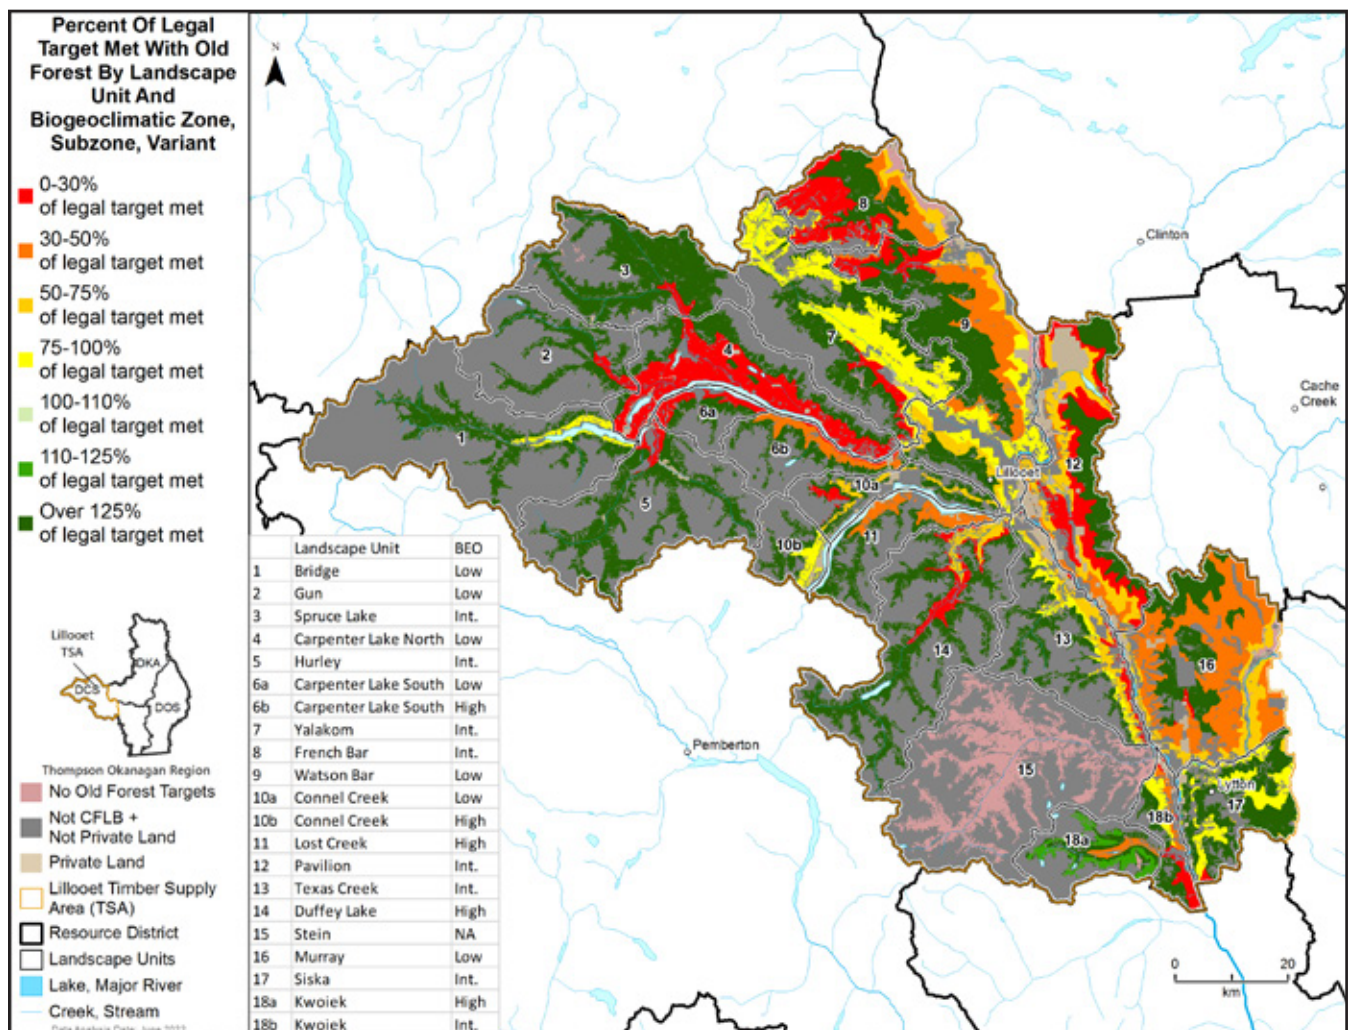 Percent Of Legal
Target Met With Old
Forest By Landscape
Unit And
Biogeoclimatic Zone,
Subzone, Variant
0-30%
of legal target met
30-50%
of legal target met
50-75%
of legal target met
75-100%
of legal target met
100-110%
of legal target met
110-125%
of legal target met
Over 125%
of legal target met
Lillooet
TSA
OKA
DCS
DOS
Thompson Okanagan Region
No Old Forest Targets
Not CFLB +
Not Private Land
Private Land
Lillooet Timber Supply
Area (TSA)
Resource District
Landscape Units
Lake, Major River
Creek, Stream
Data Analysis Date: June 2022
Landscape Unit BEO
1 Bridge Low
2 Gun Low
3 Spruce Lake Int.
4 Carpenter Lake North Low
5 Hurley Int.
6a Carpenter Lake South Low
6b Carpenter Lake South High
7 Yalakom Int.
8 French Bar Int.
9 Watson Bar Low
10a Connel Creek Low
10b Connel Creek High
11 Lost Creek High
12 Pavilion Int.
13 Texas Creek Int.
14 Duffey Lake High
15 Stein NA
16 Murray Low
17 Siska Int.
18a Kwoiek High
18b Kwoiek Int.
N
8
Clinton
3
9
7
2
4
Cache
Creek
6a
1
6b
12
Lillooet
10a
5
11
10b
13
14
16
Pemberton
15
Lytton
17
18b
18a
0 20
km